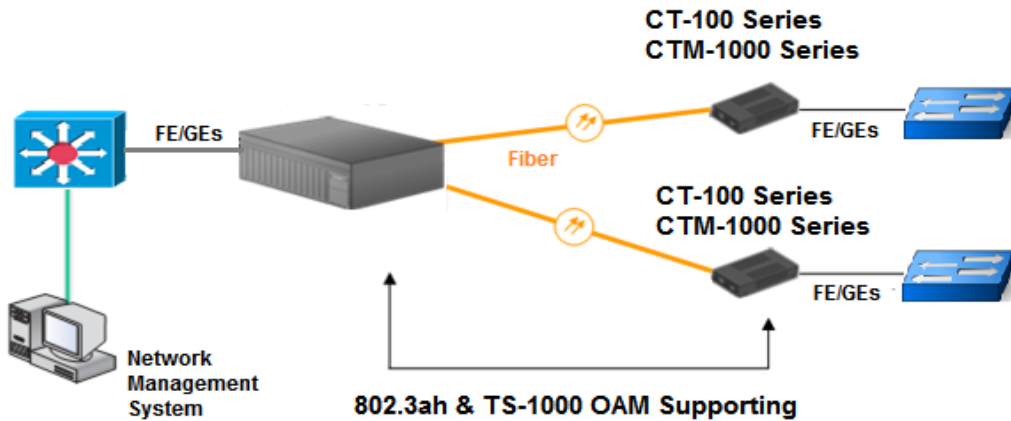 CT-100 Series
CTM-1000 Series
FE/GEs
FE/GEs
Fiber
CT-100 Series
CTM-1000 Series
FE/GEs
Network
Management
System
802.3ah & TS-1000 OAM Supporting